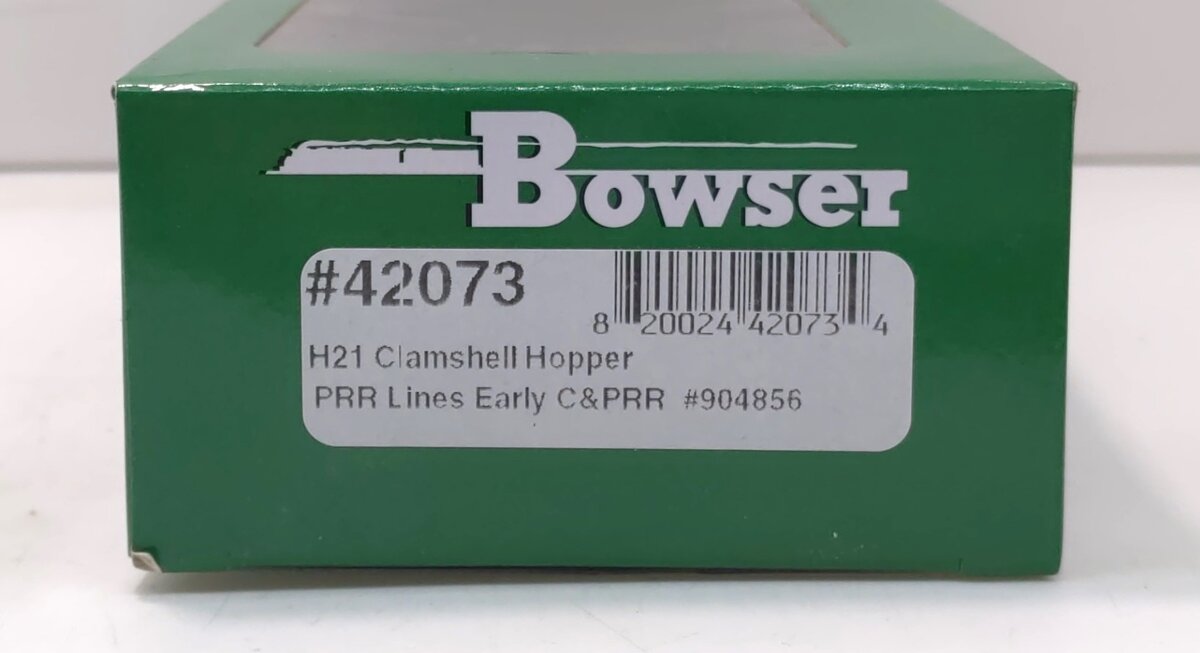 Bowser
#42073
8 20024 42073 4
H21 Clamshell Hopper
PRR Lines Early C&PRR #904856